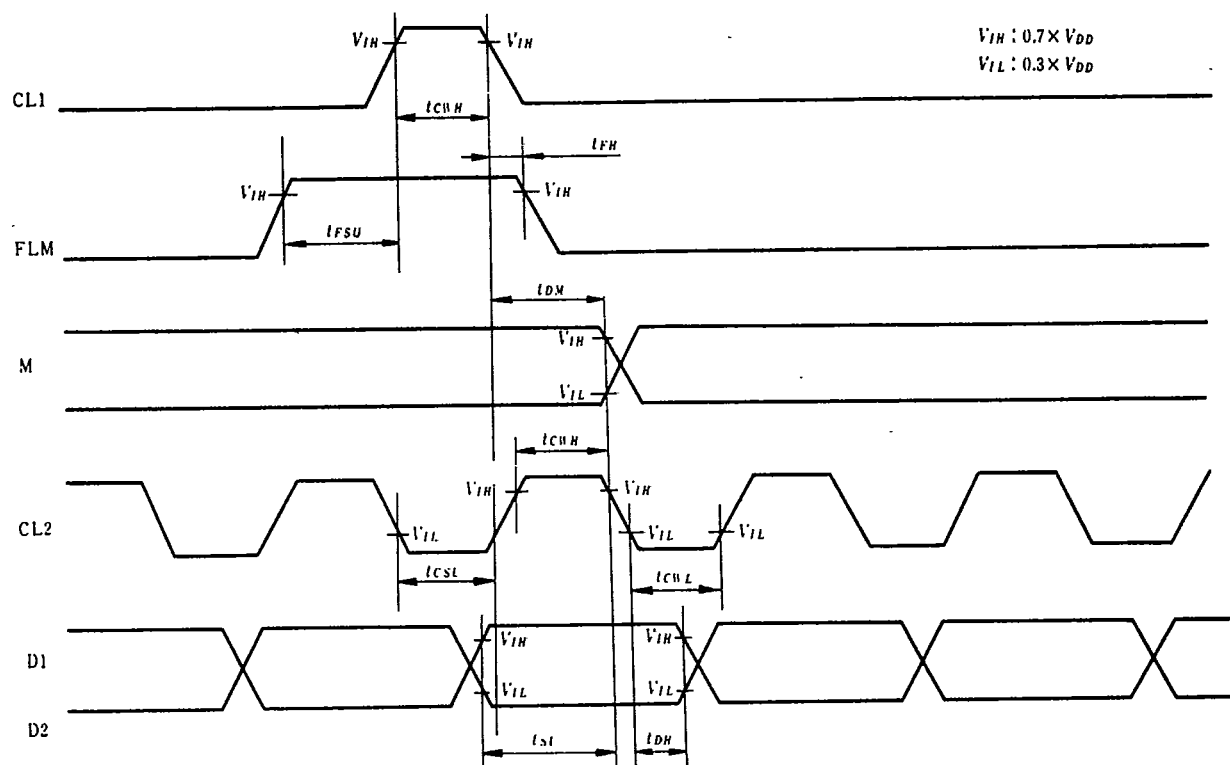 VIH VIH VIH : 0.7 × VDD
VIL : 0.3 × VDD
CL1 tCWH
tFH
VIH VIH
tFSU
FLM
tDM
VIH
M
VIL
tCWH
VIH VIH
CL2 VIL VIL VIL
tCSL tCWL
VIH VIH
D1
VIL VIL
D2
tDH